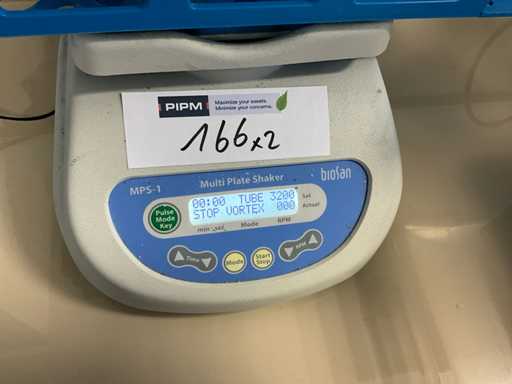 PIPM
Maximize your assets.
Minimize your concerns.
166x2
Multi Plate Shaker
MPS-1
bioSan
00:00 TUBE 3200
STOP VORTEX 000
Set
Actual
Pulse
Mode
Key
min sec Mode RPM
Time
Mode
Start
Stop
RPM